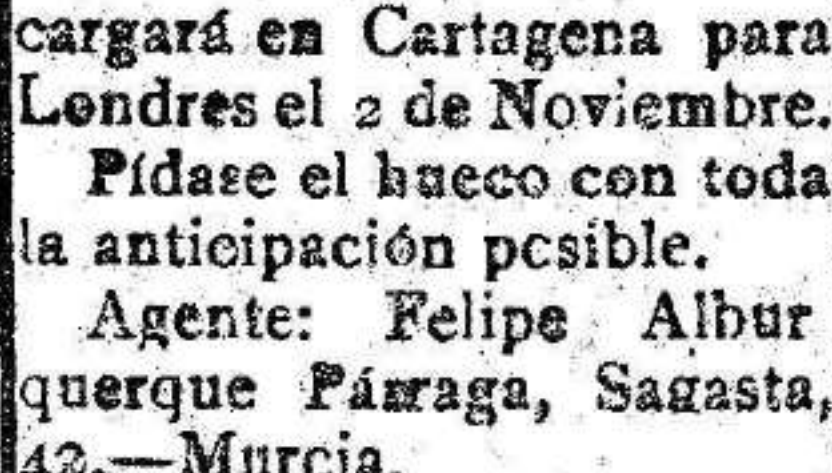 cargará en Cartagena para
Londres el 2 de Noviembre.
Pídase el hueco con toda
la anticipación posible.
Agente: Felipe Albur
querque Párraga, Sagasta,
42.—Murcia.